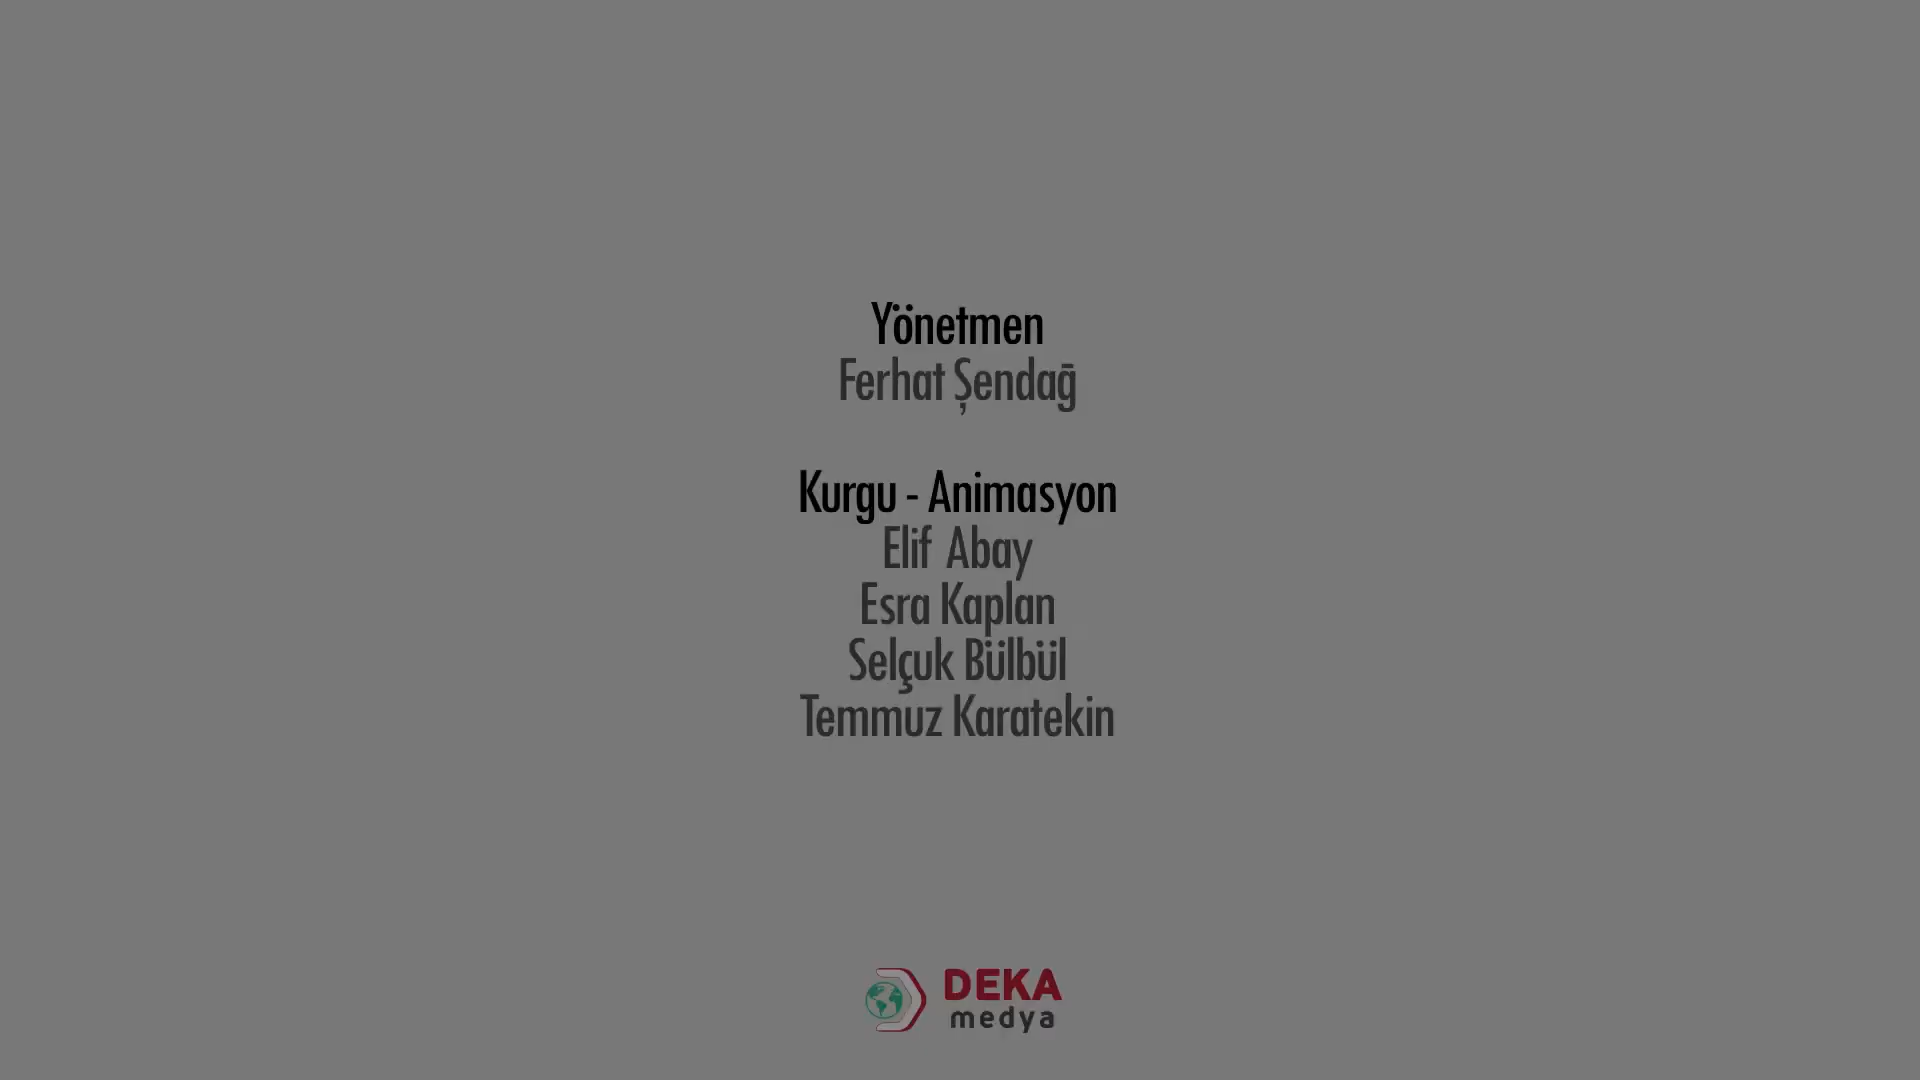 Yönetmen
Ferhat Şendağ
Kurgu - Animasyon
Elif Abay
Esra Kaplan
Selçuk Bülbül
Temmuz Karatekin
DEKA
medya